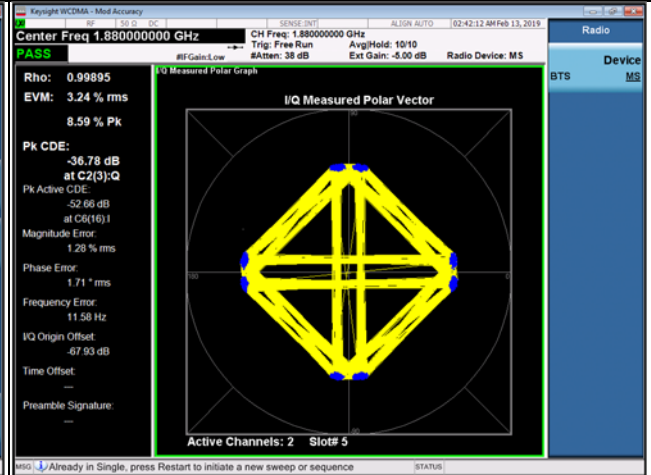 Keysight WCDMA - Mod Accuracy
RF 50 Ω DC SENSE:INT ALIGN AUTO 02:42:12 AM Feb 13, 2019
Center Freq 1.880000000 GHz
CH Freq: 1.880000000 GHz
Trig: Free Run Avg|Hold: 10/10
PASS
#IFGain:Low #Atten: 38 dB Ext Gain: -5.00 dB Radio Device: MS
Radio
Device
BTS MS
I/Q Measured Polar Graph
Rho: 0.99895
EVM: 3.24 % rms
8.59 % Pk
Pk CDE:
-36.78 dB
at C2(3):Q
Pk Active CDE:
-52.66 dB
at C6(16):I
Magnitude Error:
1.28 % rms
Phase Error:
1.71 ° rms
Frequency Error:
11.58 Hz
I/Q Origin Offset:
-67.93 dB
Time Offset:
---
Preamble Signature:
---
I/Q Measured Polar Vector
90
180
0
-90
Active Channels: 2 Slot# 5
MSG Already in Single, press Restart to initiate a new sweep or sequence STATUS